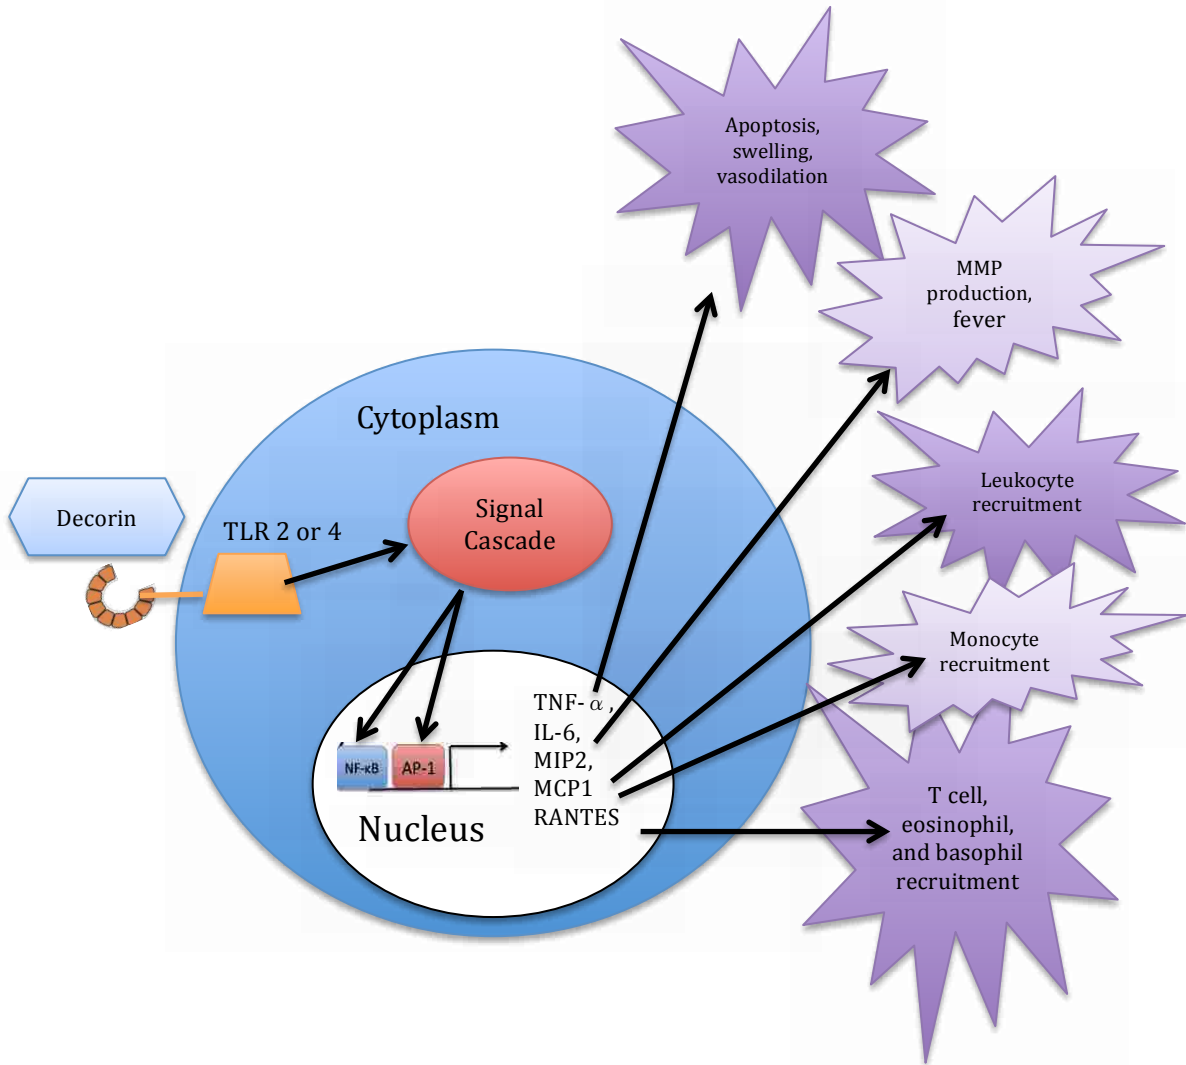 Apoptosis,
swelling,
vasodilation
MMP
production,
fever
Cytoplasm
Leukocyte
recruitment
Decorin
TLR 2 or 4
Signal
Cascade
Monocyte
recruitment
TNF- α ,
IL-6,
MIP2,
MCP1
RANTES
NF-κB
AP-1
Nucleus
T cell,
eosinophil,
and basophil
recruitment